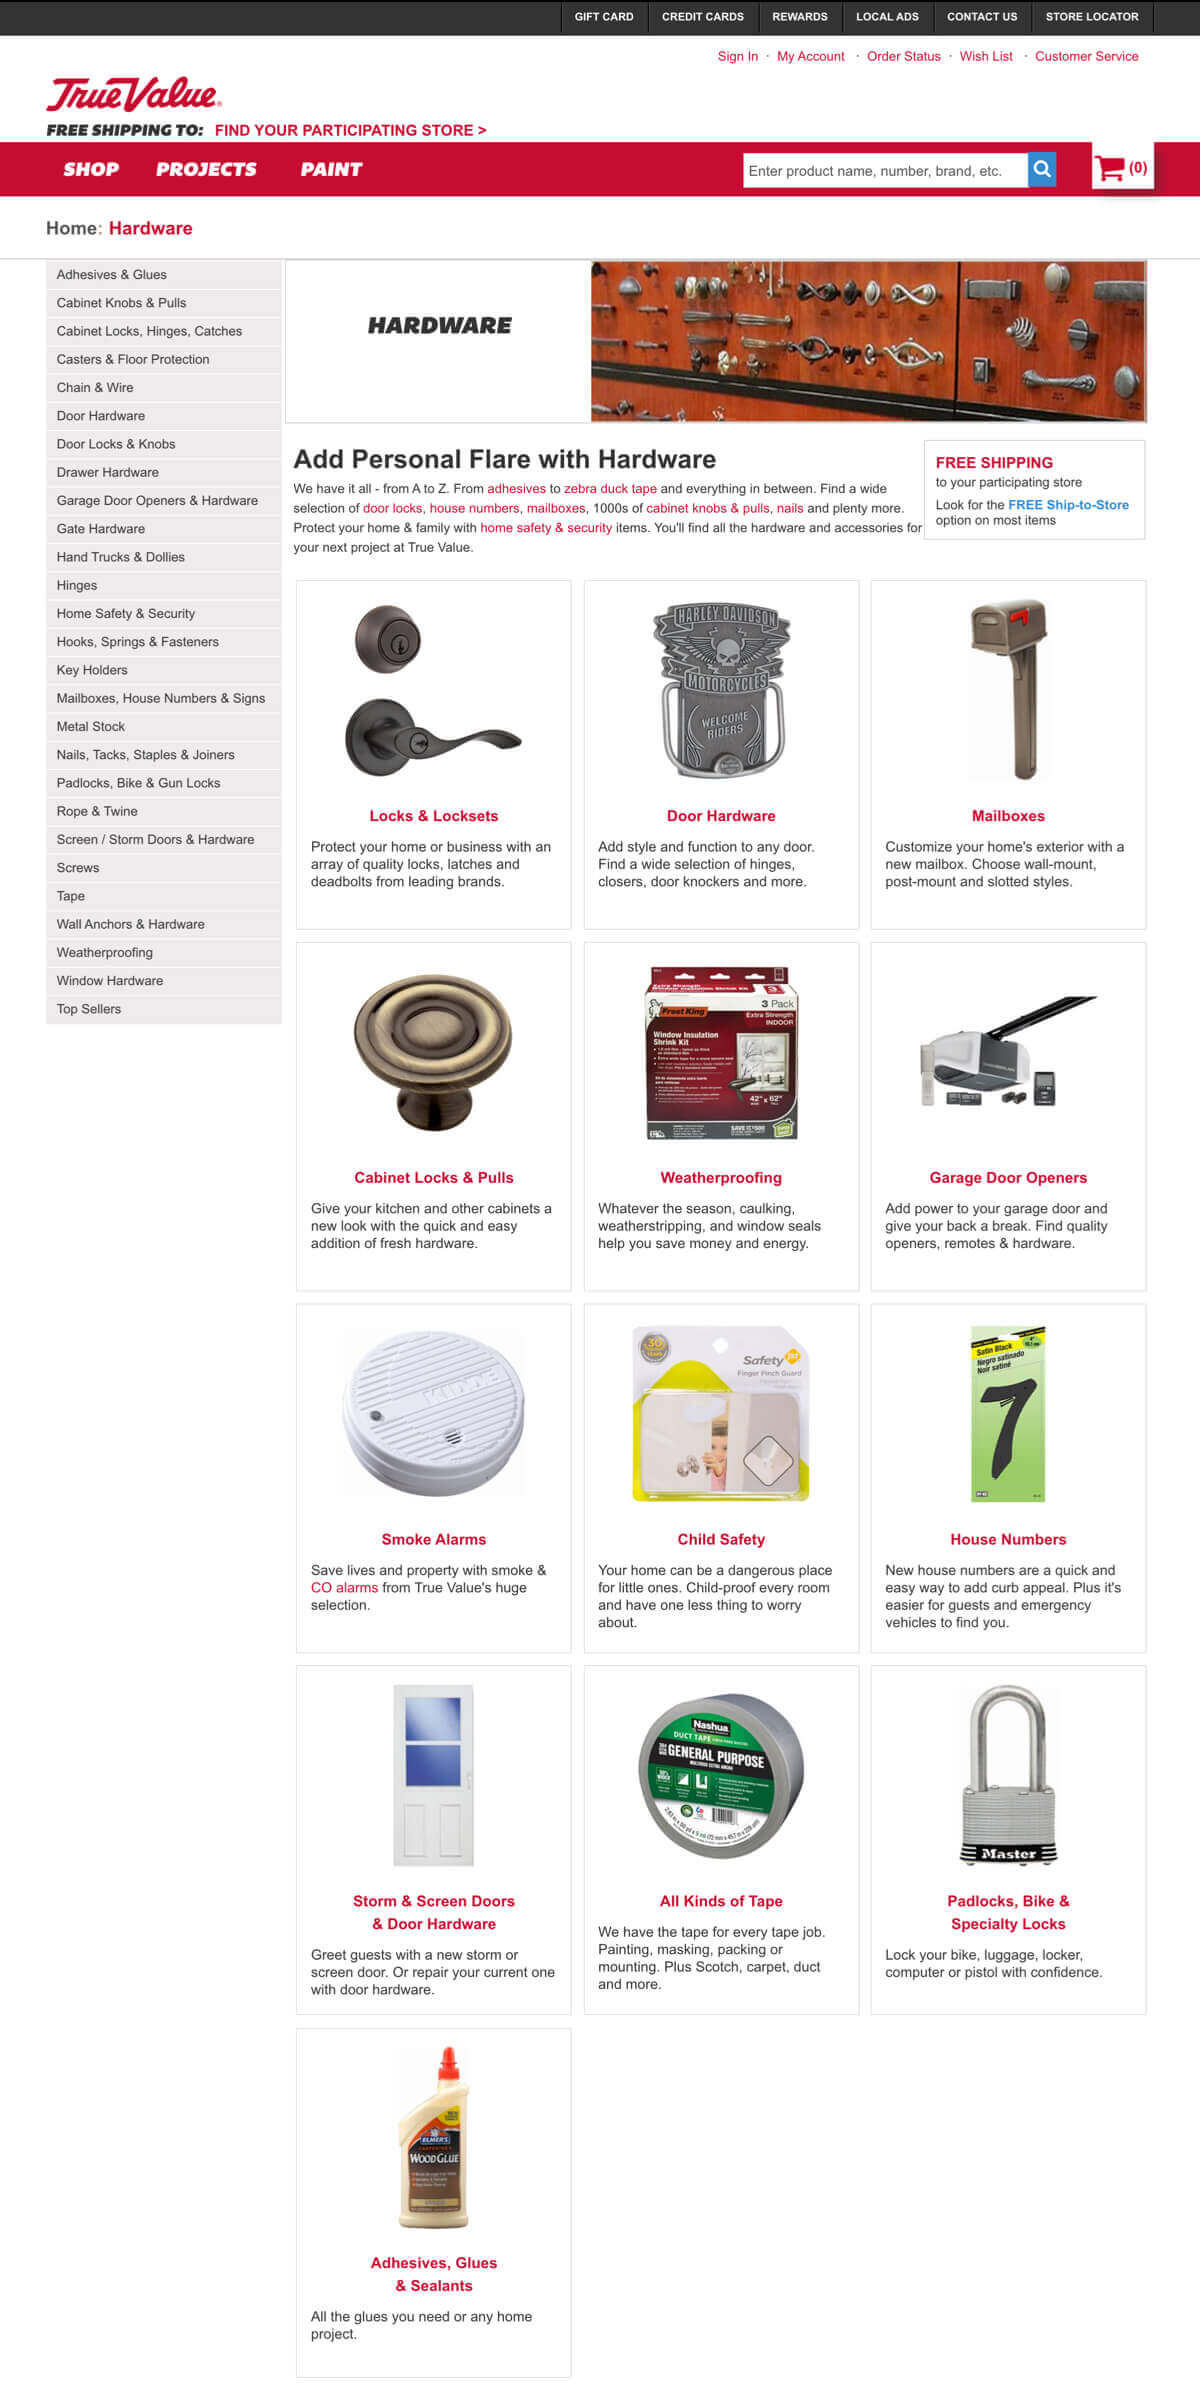 GIFT CARD
CREDIT CARDS
REWARDS
LOCAL ADS
CONTACT US
STORE LOCATOR
Sign In · My Account · Order Status · Wish List · Customer Service
True Value
FREE SHIPPING TO: FIND YOUR PARTICIPATING STORE >
SHOP
PROJECTS
PAINT
Enter product name, number, brand, etc.
(0)
Home: Hardware
Adhesives & Glues
Cabinet Knobs & Pulls
Cabinet Locks, Hinges, Catches
Casters & Floor Protection
Chain & Wire
Door Hardware
Door Locks & Knobs
Drawer Hardware
Garage Door Openers & Hardware
Gate Hardware
Hand Trucks & Dollies
Hinges
Home Safety & Security
Hooks, Springs & Fasteners
Key Holders
Mailboxes, House Numbers & Signs
Metal Stock
Nails, Tacks, Staples & Joiners
Padlocks, Bike & Gun Locks
Rope & Twine
Screen / Storm Doors & Hardware
Screws
Tape
Wall Anchors & Hardware
Weatherproofing
Window Hardware
Top Sellers
HARDWARE
Add Personal Flare with Hardware
We have it all - from A to Z. From adhesives to zebra duck tape and everything in between. Find a wide
selection of door locks, house numbers, mailboxes, 1000s of cabinet knobs & pulls, nails and plenty more.
Protect your home & family with home safety & security items. You'll find all the hardware and accessories for
your next project at True Value.
FREE SHIPPING
to your participating store
Look for the FREE Ship-to-Store
option on most items
Locks & Locksets
Protect your home or business with an
array of quality locks, latches and
deadbolts from leading brands.
HARLEY-DAVIDSON
MOTORCYCLES
WELCOME
RIDERS
Door Hardware
Add style and function to any door.
Find a wide selection of hinges,
closers, door knockers and more.
Mailboxes
Customize your home's exterior with a
new mailbox. Choose wall-mount,
post-mount and slotted styles.
Cabinet Locks & Pulls
Give your kitchen and other cabinets a
new look with the quick and easy
addition of fresh hardware.
Extra Strength
Window Insulation Shrink Kit
3 Pack
Frost King
Extra Strength
INDOOR
Window Insulation
Shrink Kit
42" x 62"
Weatherproofing
Whatever the season, caulking,
weatherstripping, and window seals
help you save money and energy.
Garage Door Openers
Add power to your garage door and
give your back a break. Find quality
openers, remotes & hardware.
KIDDE
Smoke Alarms
Save lives and property with smoke &
CO alarms from True Value's huge
selection.
30
Safety 1st
Finger Pinch Guard
Child Safety
Your home can be a dangerous place
for little ones. Child-proof every room
and have one less thing to worry
about.
Satin Black
Negro satinado
Noir satiné
7
House Numbers
New house numbers are a quick and
easy way to add curb appeal. Plus it's
easier for guests and emergency
vehicles to find you.
Storm & Screen Doors
& Door Hardware
Greet guests with a new storm or
screen door. Or repair your current one
with door hardware.
Nashua
DUCT TAPE
GENERAL PURPOSE
All Kinds of Tape
We have the tape for every tape job.
Painting, masking, packing or
mounting. Plus Scotch, carpet, duct
and more.
Master
Padlocks, Bike &
Specialty Locks
Lock your bike, luggage, locker,
computer or pistol with confidence.
ELMER'S
CARPENTER'S
WOOD GLUE
Adhesives, Glues
& Sealants
All the glues you need or any home
project.